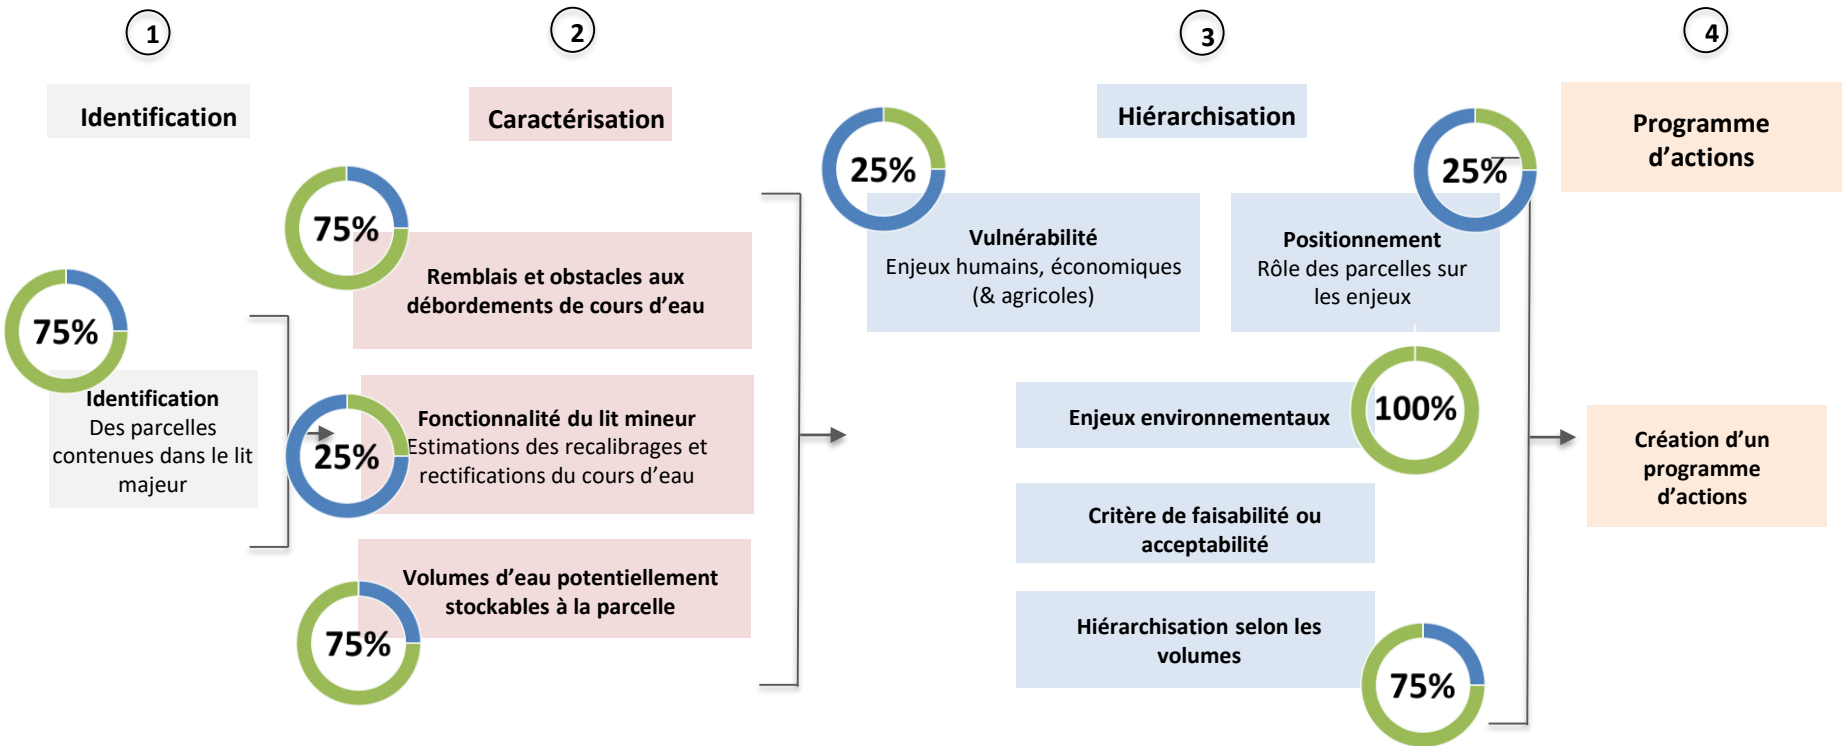 1
Identification
75%
Identification
Des parcelles
contenues dans le lit
majeur
2
Caractérisation
75%
Remblais et obstacles aux
débordements de cours d’eau
25%
Fonctionnalité du lit mineur
Estimations des recalibrages et
rectifications du cours d’eau
Volumes d’eau potentiellement
stockables à la parcelle
75%
3
Hiérarchisation
25%
Vulnérabilité
Enjeux humains, économiques
(& agricoles)
25%
Positionnement
Rôle des parcelles sur
les enjeux
Enjeux environnementaux
100%
Critère de faisabilité ou
acceptabilité
Hiérarchisation selon les
volumes
75%
4
Programme
d’actions
Création d’un
programme
d’actions